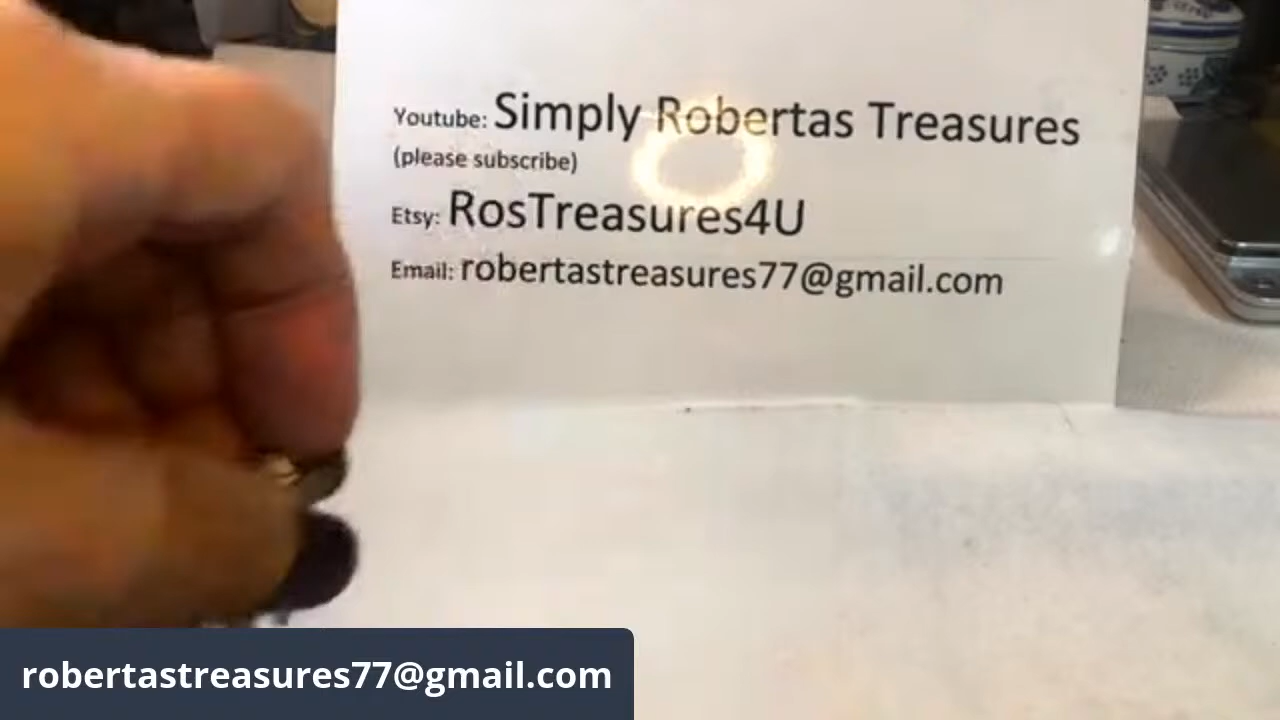 Youtube: Simply Robertas Treasures
(please subscribe)
Etsy: RosTreasures4U
Email: robertastreasures77@gmail.com
robertastreasures77@gmail.com